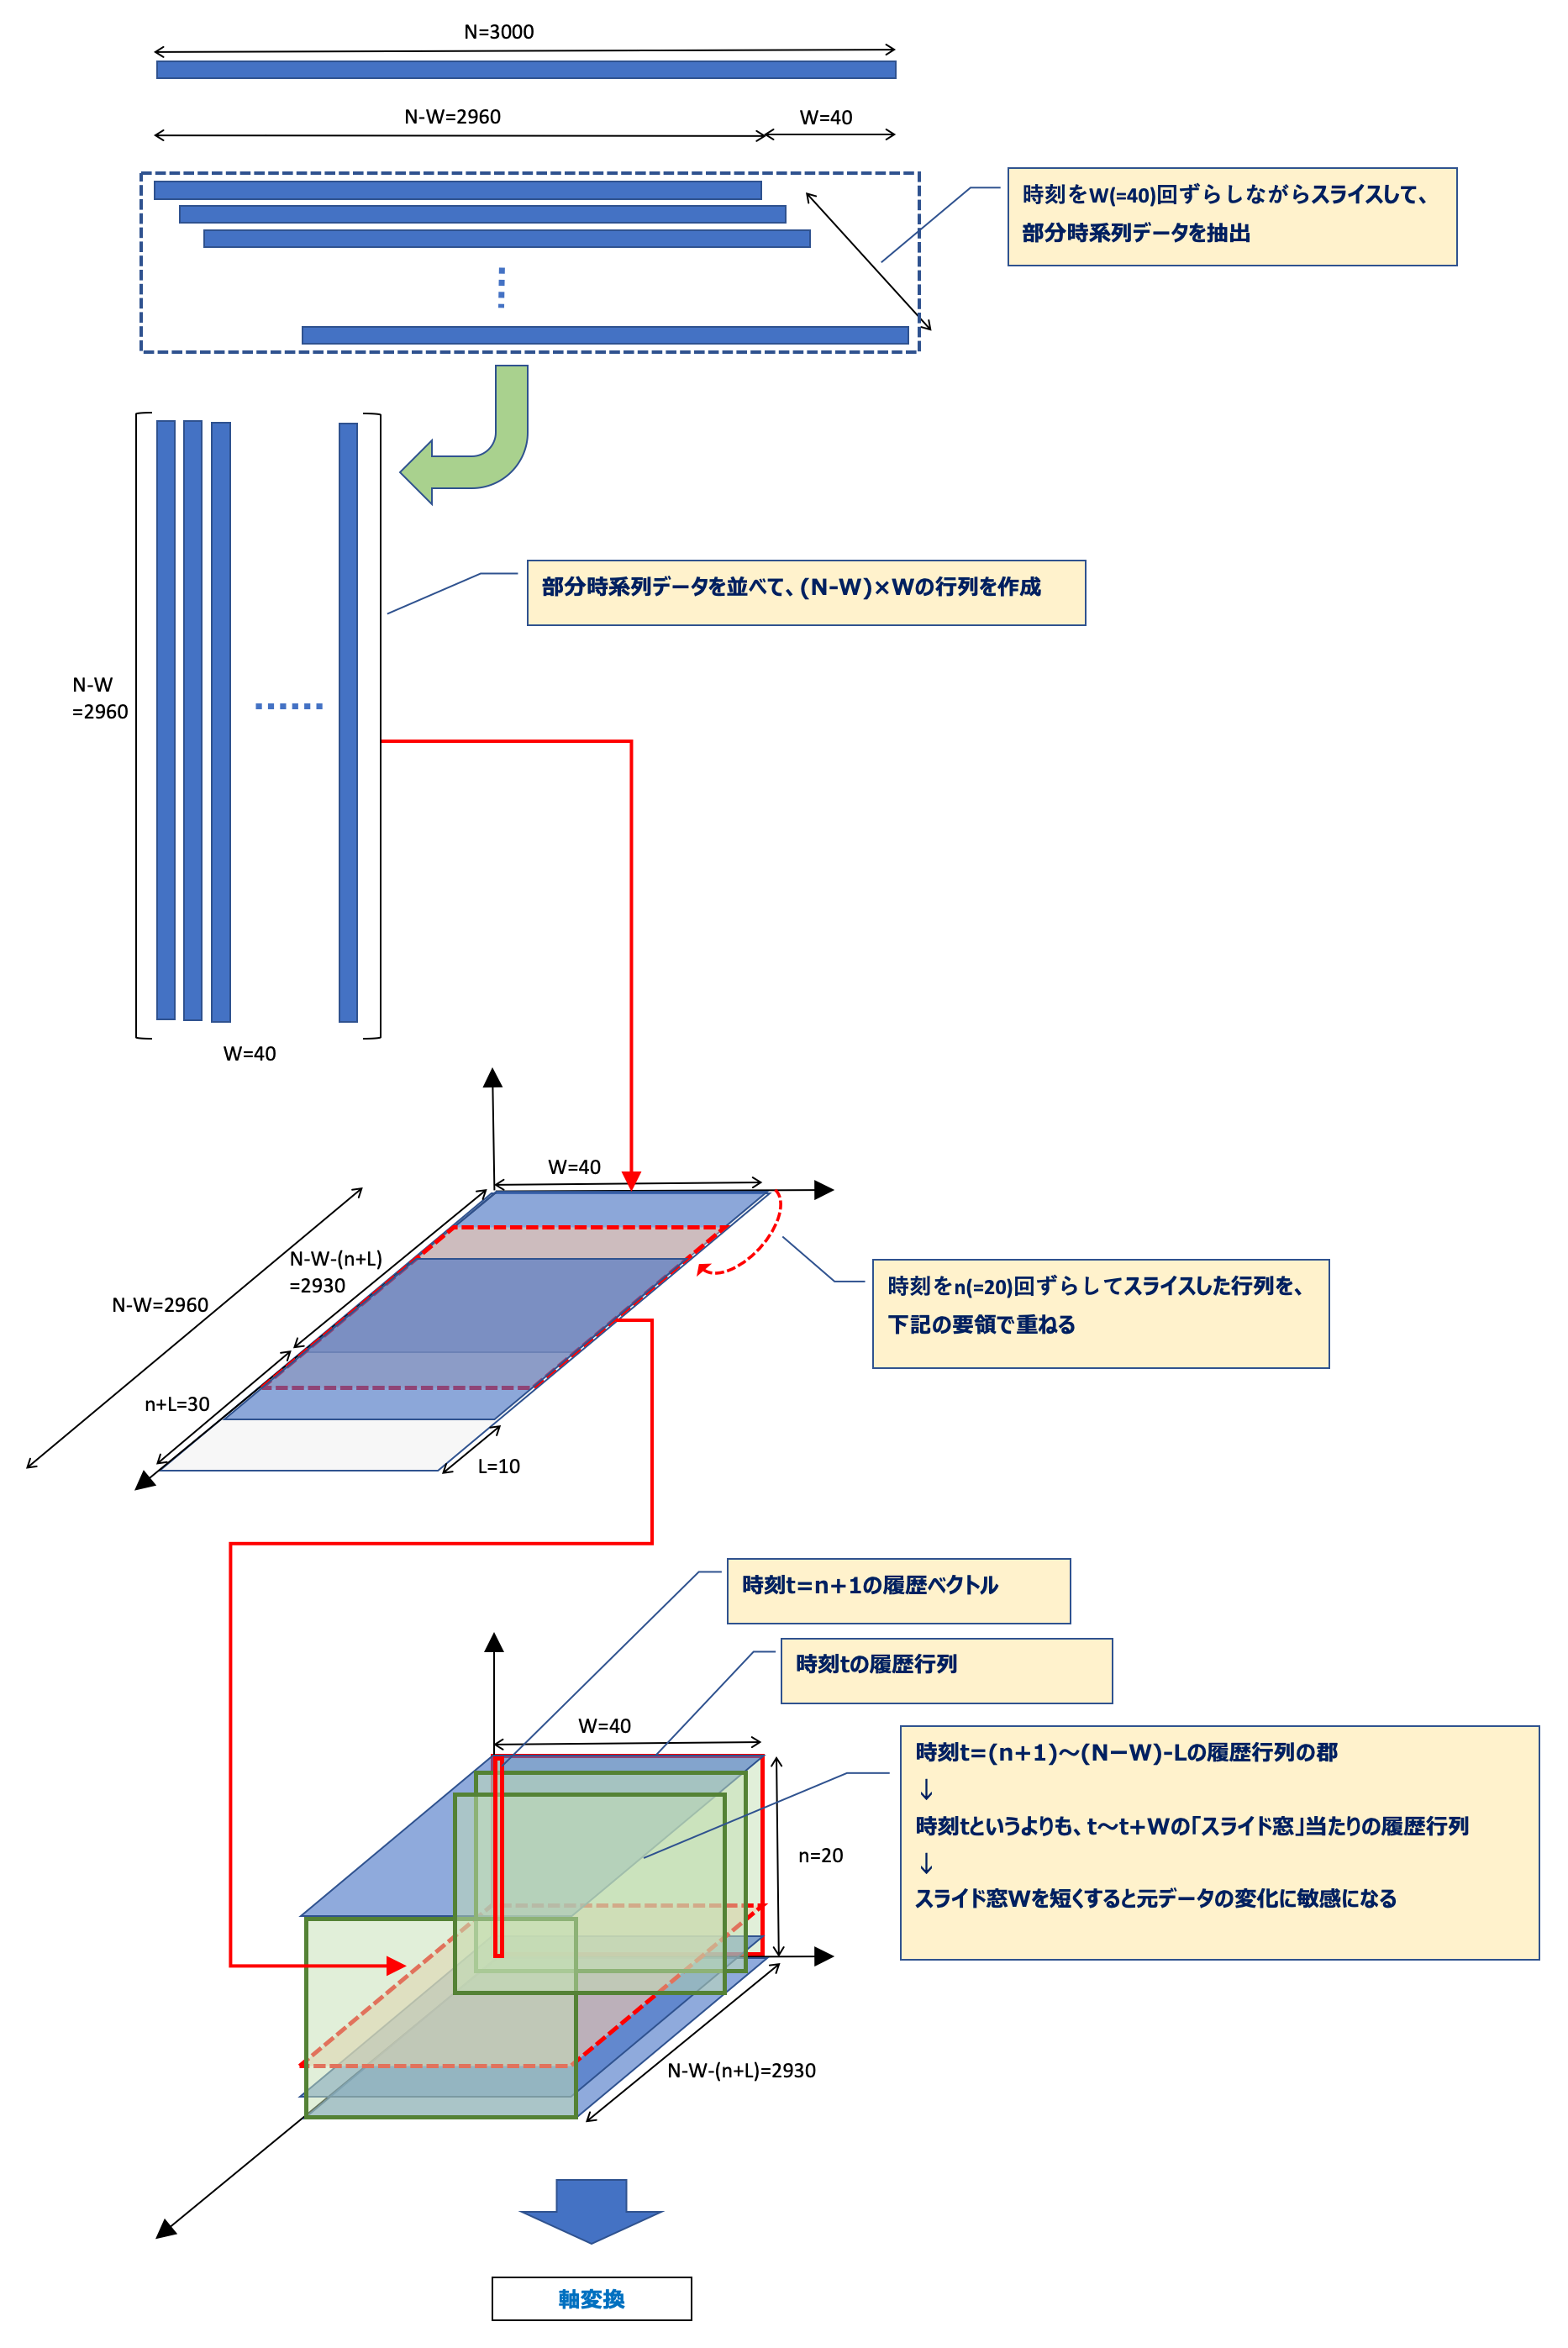 N=3000
N-W=2960
W=40
時刻をW(=40)回ずらしながらスライスして、
部分時系列データを抽出
部分時系列データを並べて、(N-W)×Wの行列を作成
N-W
=2960
W=40
W=40
N-W-(n+L)
=2930
N-W=2960
時刻をn(=20)回ずらしてスライスした行列を、
下記の要領で重ねる
n+L=30
L=10
時刻t=n+1の履歴ベクトル
時刻tの履歴行列
W=40
時刻t=(n+1)～(N－W)-Lの履歴行列の郡
↓
時刻tというよりも、t～t+Wの「スライド窓」当たりの履歴行列
↓
スライド窓Wを短くすると元データの変化に敏感になる
n=20
N-W-(n+L)=2930
軸変換